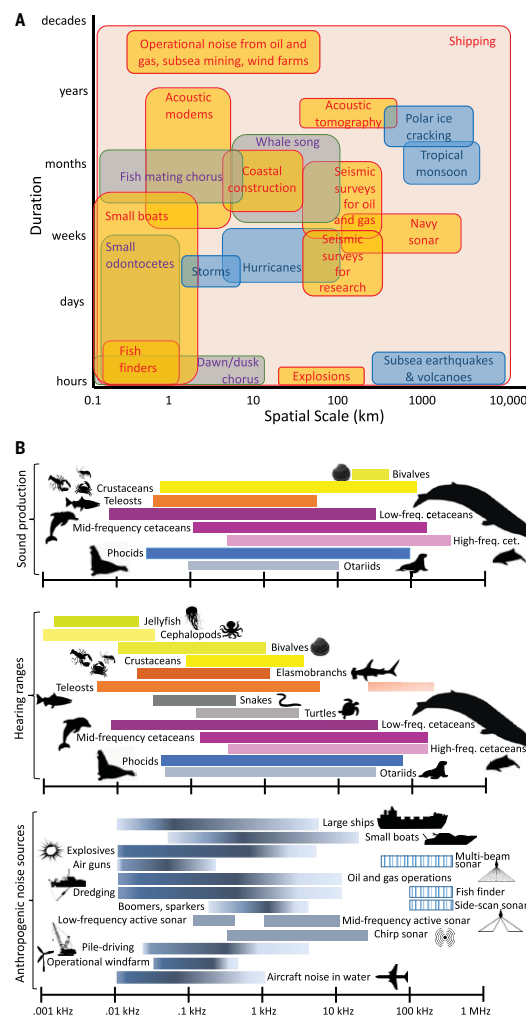 A
decades
years
months
weeks
days
hours
Duration
Operational noise from oil and
gas, subsea mining, wind farms
Shipping
Acoustic
modems
Acoustic
tomography
Polar ice
cracking
Tropical
monsoon
Whale song
Fish mating chorus
Coastal
construction
Seismic
surveys
for oil
and gas
Small boats
Navy
sonar
Small
odontocetes
Storms
Hurricanes
Seismic
surveys
for
research
Fish
finders
Dawn/dusk
chorus
Explosions
Subsea earthquakes
& volcanoes
0.1
1
10
100
1000
10,000
Spatial Scale (km)
B
Sound production
Bivalves
Crustaceans
Teleosts
Low-freq. cetaceans
Mid-frequency cetaceans
High-freq. cet.
Phocids
Otariids
Hearing ranges
Jellyfish
Cephalopods
Bivalves
Crustaceans
Elasmobranchs
Teleosts
Snakes
Turtles
Low-freq. cetaceans
Mid-frequency cetaceans
High-freq. cetaceans
Phocids
Otariids
Anthropogenic noise sources
Large ships
Small boats
Explosives
Multi-beam
sonar
Air guns
Oil and gas operations
Dredging
Fish finder
Boomers, sparkers
Side-scan sonar
Low-frequency active sonar
Mid-frequency active sonar
Chirp sonar
Pile-driving
Operational windfarm
Aircraft noise in water
.001 kHz
.01 kHz
.1 kHz
1 kHz
10 kHz
100 kHz
1 MHz